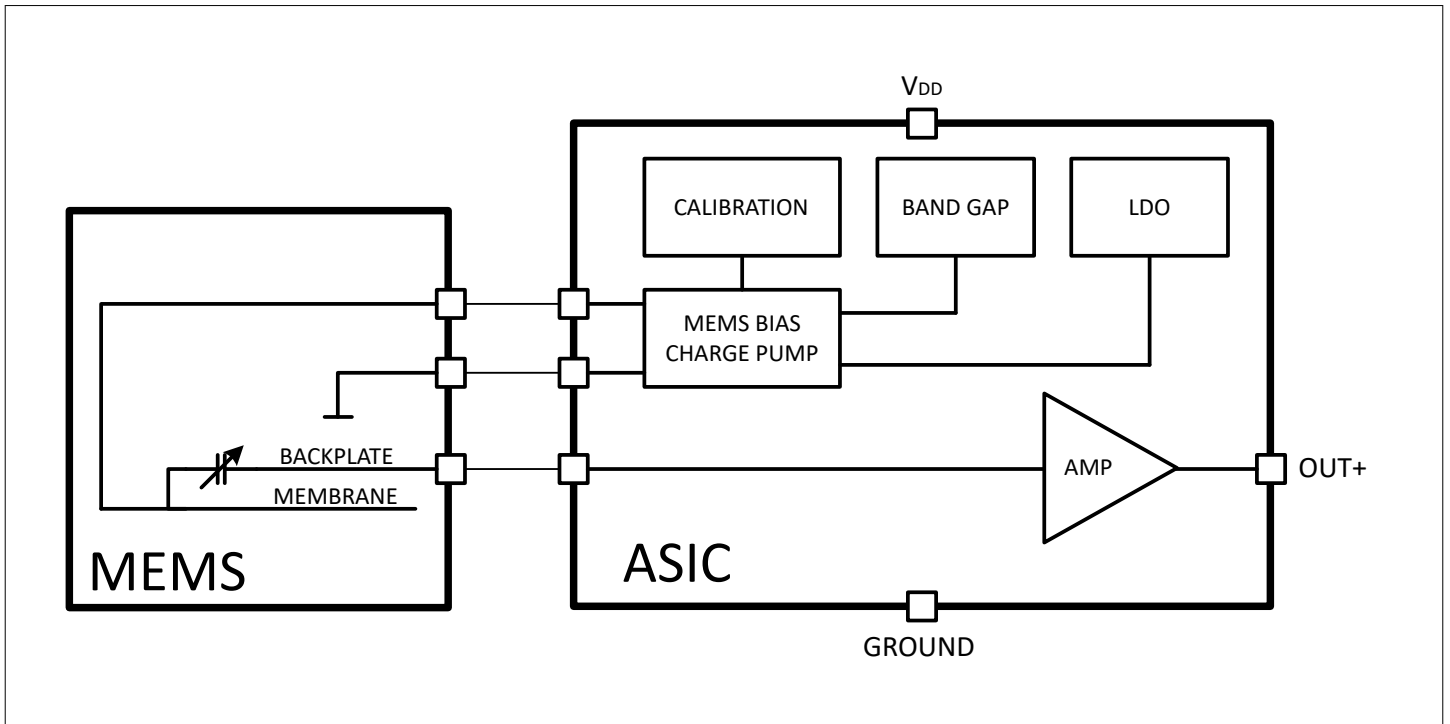 VDD
CALIBRATION
BAND GAP
LDO
MEMS BIAS
CHARGE PUMP
BACKPLATE
MEMBRANE
AMP
OUT+
MEMS
ASIC
GROUND